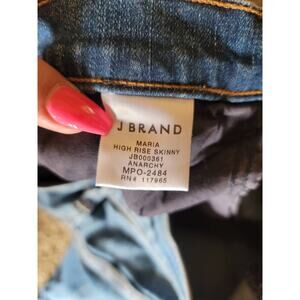 J BRAND
MARIA
HIGH RISE SKINNY
JB000361
ANARCHY
MPO-2484
RN# 117965